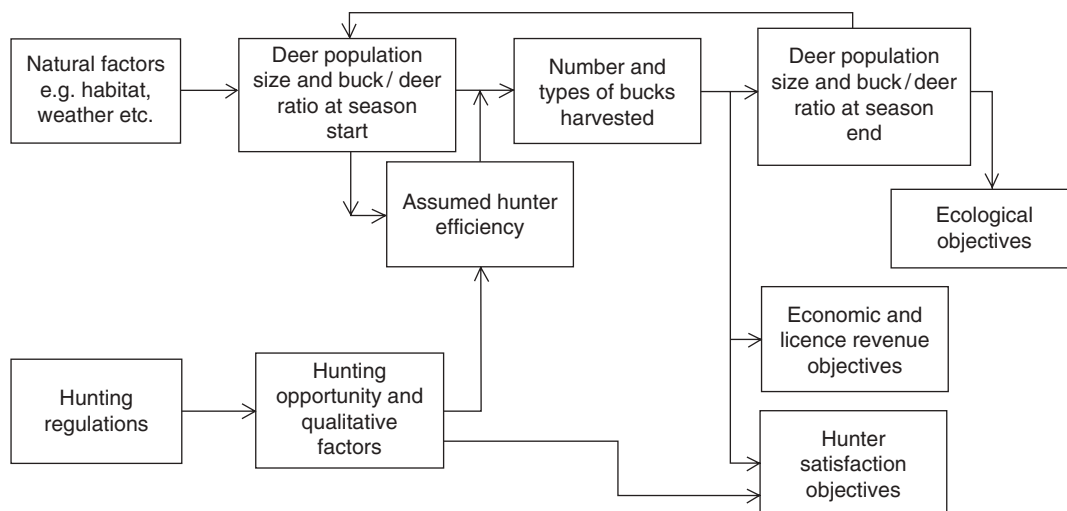 Natural factors
e.g. habitat,
weather etc.
Deer population
size and buck / deer
ratio at season
start
Number and
types of bucks
harvested
Deer population
size and buck / deer
ratio at season
end
Assumed hunter
efficiency
Ecological
objectives
Economic and
licence revenue
objectives
Hunting
regulations
Hunting
opportunity and
qualitative
factors
Hunter
satisfaction
objectives